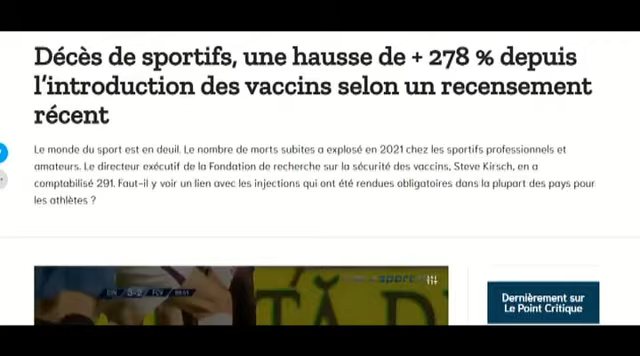 Décès de sportifs, une hausse de + 278 % depuis
l'introduction des vaccins selon un recensement
récent
Le monde du sport est en deuil. Le nombre de morts subites a explosé en 2021 chez les sportifs professionnels et
amateurs. Le directeur exécutif de la Fondation de recherche sur la sécurité des vaccins, Steve Kirsch, en a
comptabilisé 291. Faut-il y voir un lien avec les injections qui ont été rendues obligatoires dans la plupart des pays pour
les athlètes ?
3-2
TĂ D
Dernièrement sur
Le Point Critique